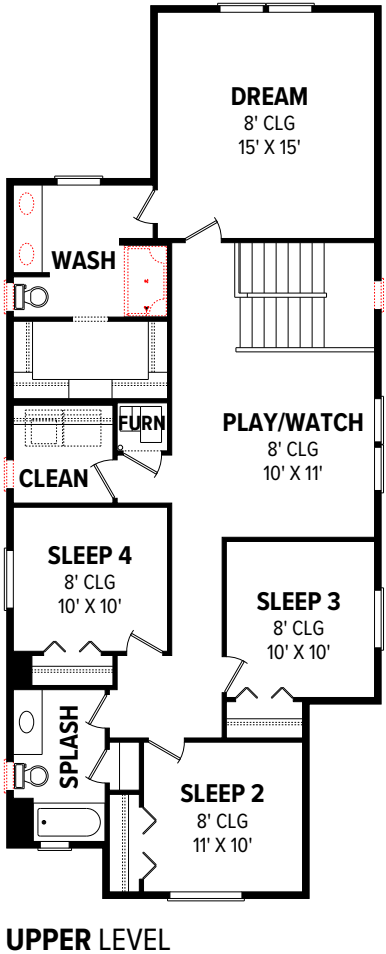 DREAM
8' CLG
15' X 15'
WASH
FURN
PLAY/WATCH
8' CLG
10' X 11'
CLEAN
SLEEP 4
8' CLG
10' X 10'
SLEEP 3
8' CLG
10' X 10'
SPLASH
SLEEP 2
8' CLG
11' X 10'
UPPER LEVEL